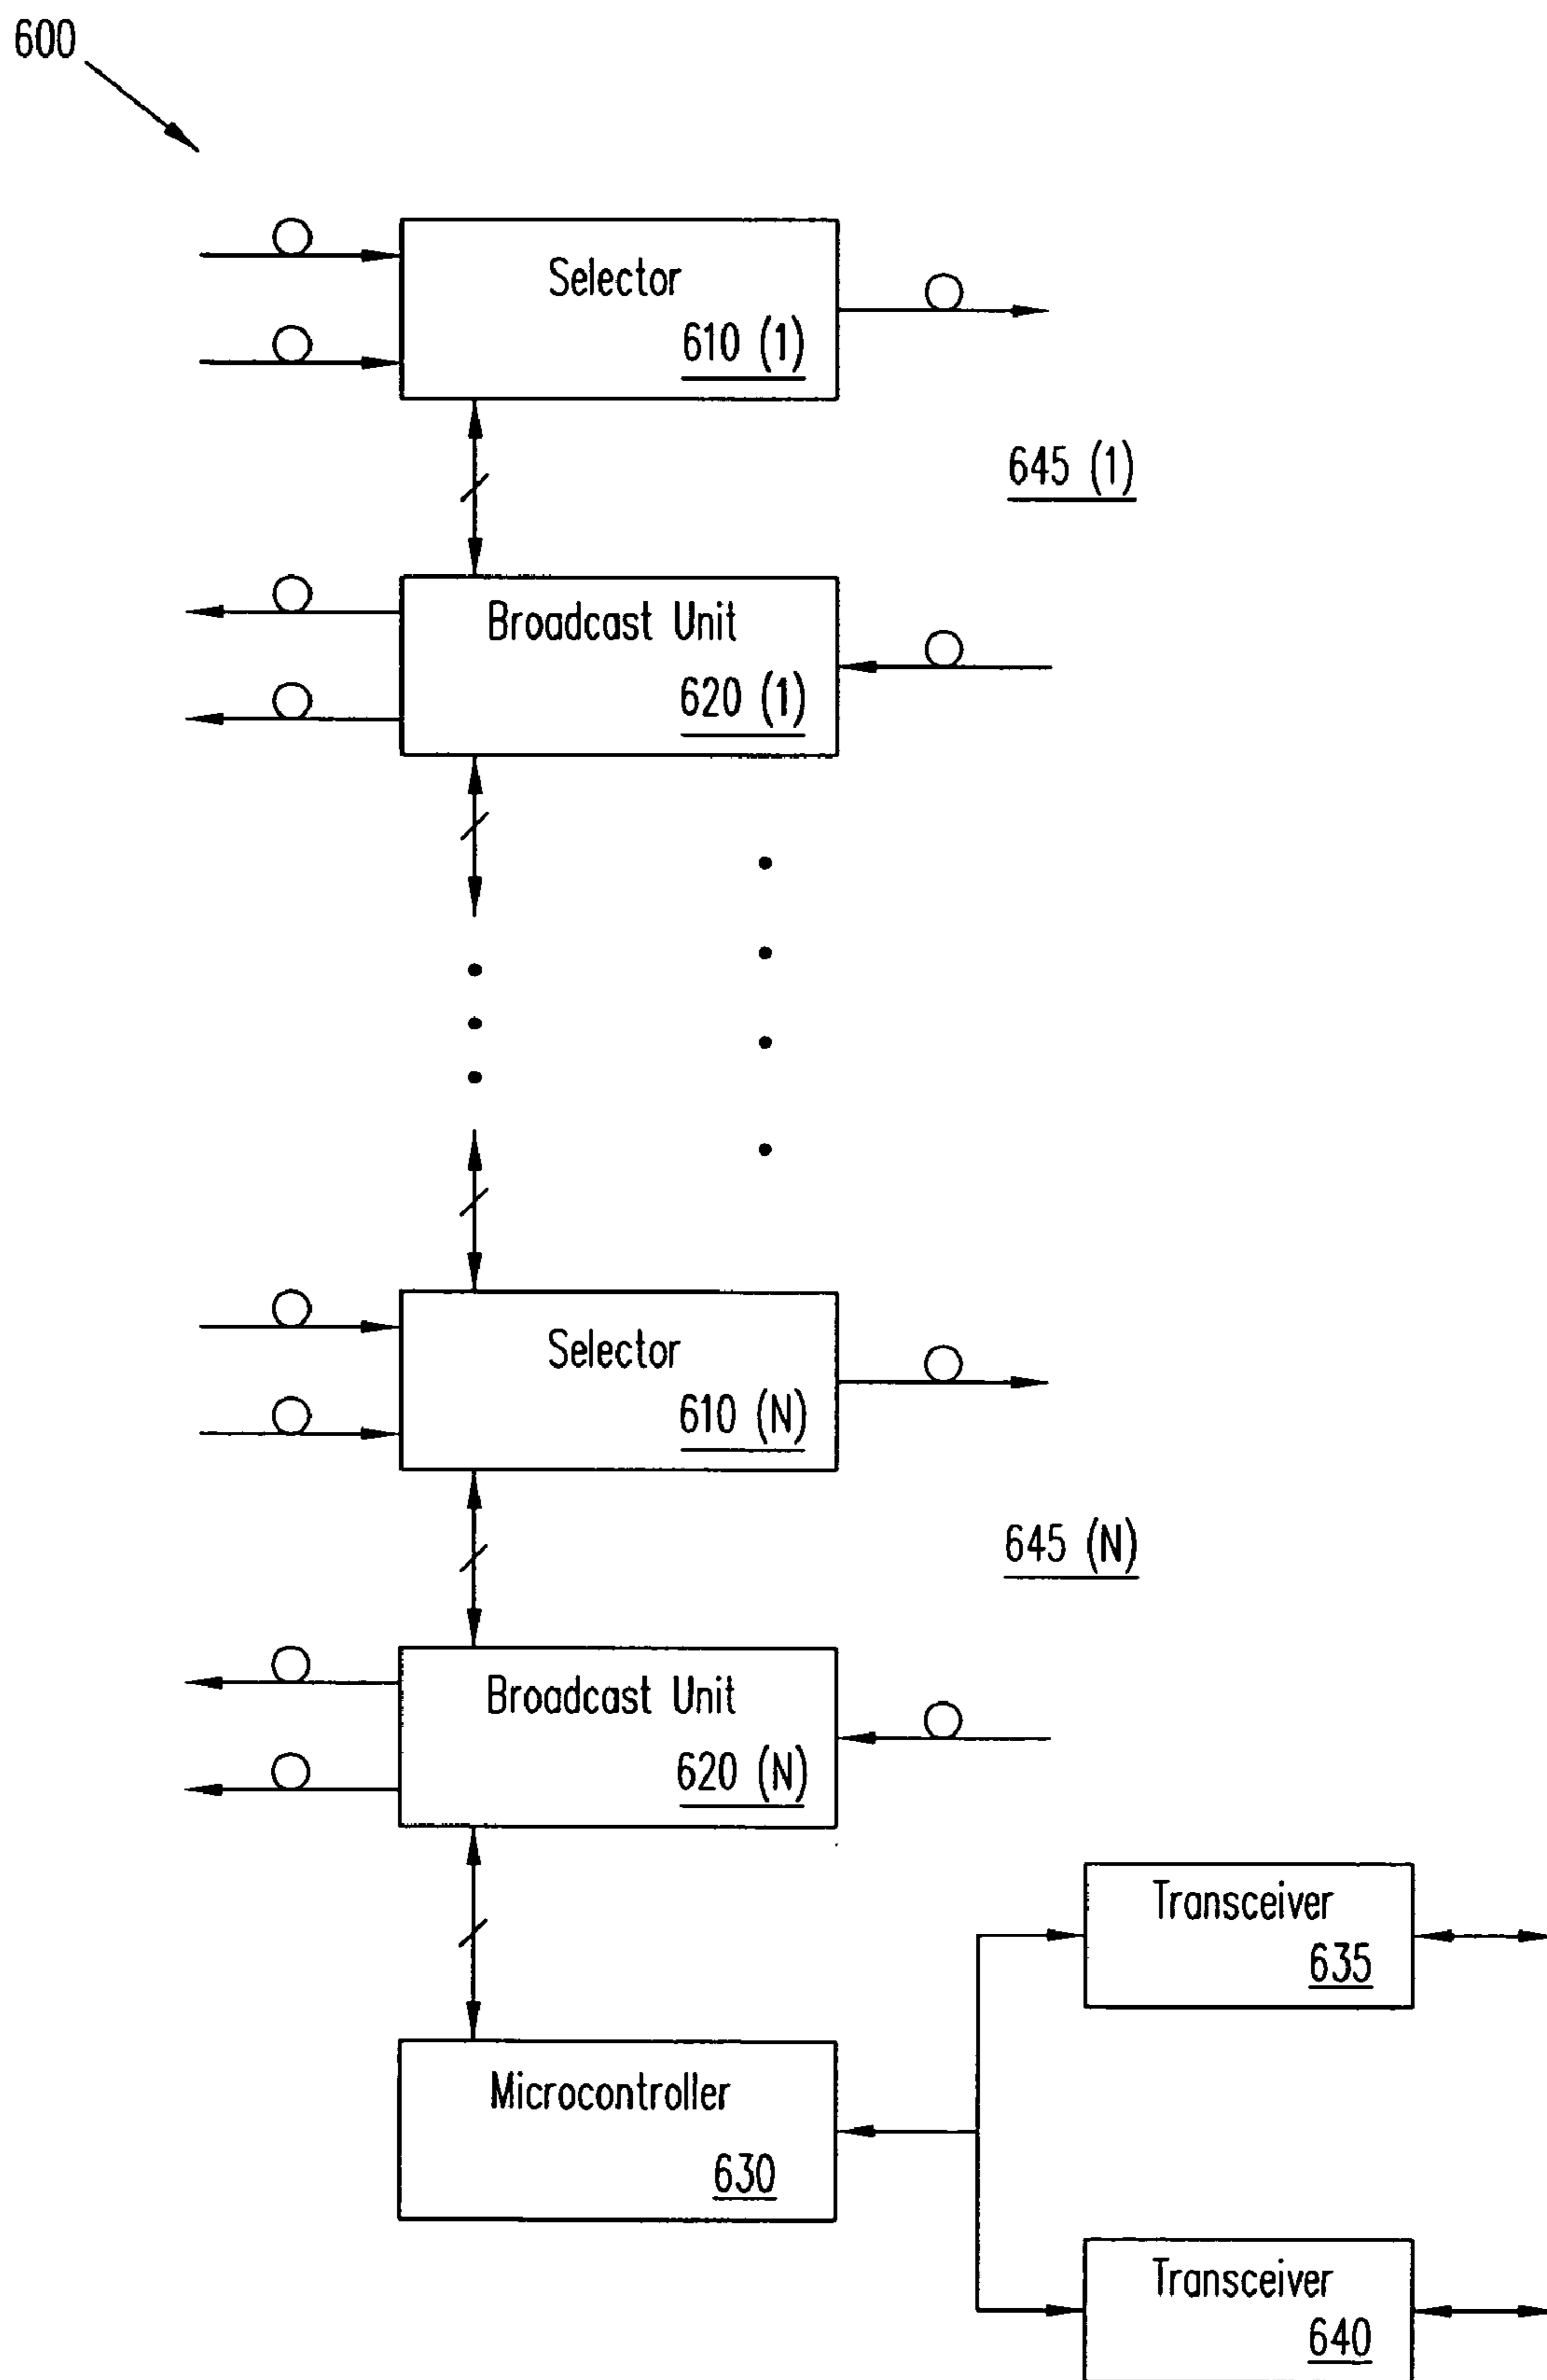 600
Selector
610 (1)
645 (1)
Broadcast Unit
620 (1)
Selector
610 (N)
645 (N)
Broadcast Unit
620 (N)
Transceiver
635
Microcontroller
630
Transceiver
640